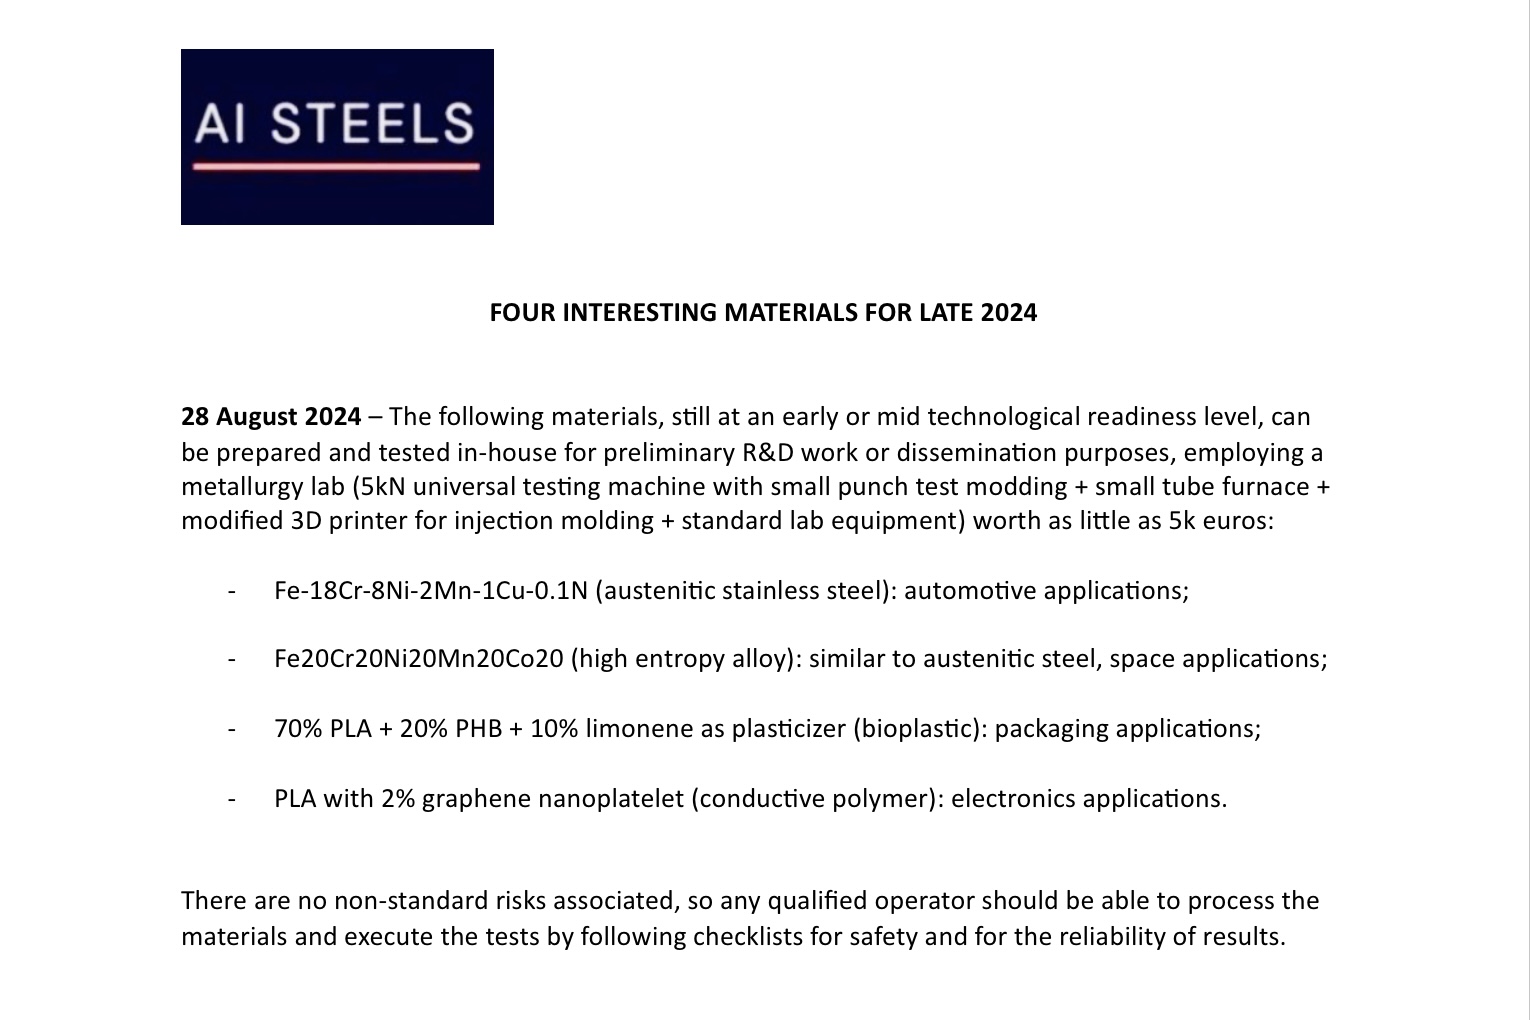 AI STEELS
FOUR INTERESTING MATERIALS FOR LATE 2024
28 August 2024 – The following materials, still at an early or mid technological readiness level, can
be prepared and tested in-house for preliminary R&D work or dissemination purposes, employing a
metallurgy lab (5kN universal testing machine with small punch test modding + small tube furnace +
modified 3D printer for injection molding + standard lab equipment) worth as little as 5k euros:
- Fe-18Cr-8Ni-2Mn-1Cu-0.1N (austenitic stainless steel): automotive applications;
- Fe20Cr20Ni20Mn20Co20 (high entropy alloy): similar to austenitic steel, space applications;
- 70% PLA + 20% PHB + 10% limonene as plasticizer (bioplastic): packaging applications;
- PLA with 2% graphene nanoplatelet (conductive polymer): electronics applications.
There are no non-standard risks associated, so any qualified operator should be able to process the
materials and execute the tests by following checklists for safety and for the reliability of results.